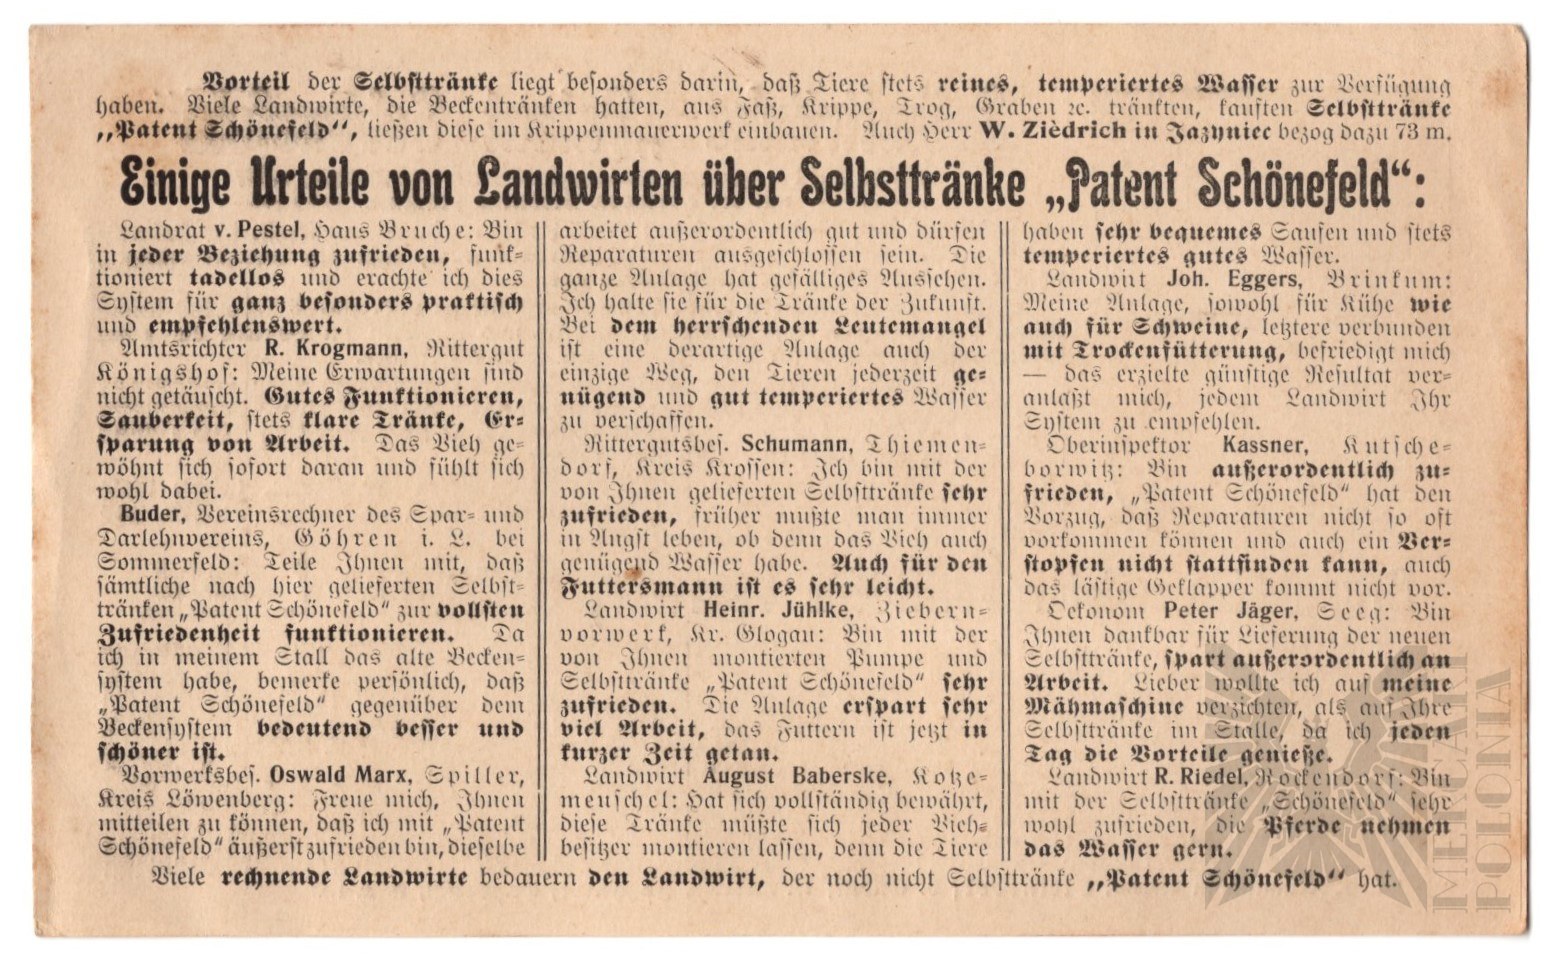 Vorteil der Selbsttränke liegt besonders darin, daß Tiere stets reines, temperiertes Wasser zur Verfügung
haben. Viele Landwirte, die Beckentränken hatten, aus Faß, Krippe, Trog, Graben ꝛc. tränkten, kauften Selbsttränke
„Patent Schönefeld“, ließen diese im Krippenmauerwerk einbauen. Auch Herr W. Zièdrich in Jazyniec bezog dazu 73 m.
Einige Urteile von Landwirten über Selbsttränke „Patent Schönefeld“:
Landrat v. Pestel, Haus Bruche: Bin
in jeder Beziehung zufrieden, funk-
tioniert tadellos und erachte ich dies
System für ganz besonders praktisch
und empfehlenswert.
Amtsrichter R. Krogmann, Rittergut
Königshof: Meine Erwartungen sind
nicht getäuscht. Gutes Funktionieren,
Sauberkeit, stets klare Tränke, Er-
sparung von Arbeit. Das Vieh ge-
wöhnt sich sofort daran und fühlt sich
wohl dabei.
Buder, Vereinsrechner des Spar- und
Darlehnvereins, Göhren i. L. bei
Sommerfeld: Teile Ihnen mit, daß
sämtliche nach hier gelieferten Selbst-
tränken „Patent Schönefeld“ zur vollsten
Zufriedenheit funktionieren. Da
ich in meinem Stall das alte Becken-
system habe, bemerke persönlich, daß
„Patent Schönefeld“ gegenüber dem
Beckensystem bedeutend besser und
schöner ist.
Vorwerksbes. Oswald Marx, Spiller,
Kreis Löwenberg: Freue mich, Ihnen
mitteilen zu können, daß ich mit „Patent
Schönefeld“ äußerst zufrieden bin, dieselbe
arbeitet außerordentlich gut und dürfen
Reparaturen ausgeschlossen sein. Die
ganze Anlage hat gefälliges Aussehen.
Ich halte sie für die Tränke der Zukunft.
Bei dem herrschenden Leutemangel
ist eine derartige Anlage auch der
einzige Weg, den Tieren jederzeit ge-
nügend und gut temperiertes Wasser
zu verschaffen.
Rittergutsbes. Schumann, Thiemen-
dorf, Kreis Krossen: Ich bin mit der
von Ihnen gelieferten Selbsttränke sehr
zufrieden, früher mußte man immer
in Angst leben, ob denn das Vieh auch
genügend Wasser habe. Auch für den
Futtersmann ist es sehr leicht.
Landwirt Heinr. Jühlke, Ziebern-
vorwerk, Kr. Glogau: Bin mit der
von Ihnen montierten Pumpe und
Selbsttränke „Patent Schönefeld“ sehr
zufrieden. Die Anlage erspart sehr
viel Arbeit, das Futtern ist jetzt in
kurzer Zeit getan.
Landwirt August Baberske, Kotze-
menschel: Hat sich vollständig bewährt,
diese Tränke müßte sich jeder Vieh-
besitzer montieren lassen, denn die Tiere
haben sehr bequemes Saufen und stets
temperiertes gutes Wasser.
Landwirt Joh. Eggers, Brinkum:
Meine Anlage, sowohl für Kühe wie
auch für Schweine, letztere verbunden
mit Trockenfütterung, befriedigt mich
— das erzielte günstige Resultat ver-
anlaßt mich, jedem Landwirt Ihr
System zu empfehlen.
Oberinspektor Kassner, Kutsche-
borwitz: Bin außerordentlich zu-
frieden, „Patent Schönefeld“ hat den
Vorzug, daß Reparaturen nicht so oft
vorkommen können und auch ein Ver-
stopfen nicht stattfinden kann, auch
das lästige Geklapper kommt nicht vor.
Oekonom Peter Jäger, Seeg: Bin
Ihnen dankbar für Lieferung der neuen
Selbsttränke, spart außerordentlich an
Arbeit. Lieber wollte ich auf meine
Mähmaschine verzichten, als auf Ihre
Selbsttränke im Stalle, da ich jeden
Tag die Vorteile genieße.
Landwirt R. Riedel, Rockendorf: Bin
mit der Selbsttränke „Schönefeld“ sehr
wohl zufrieden, die Pferde nehmen
das Wasser gern.
Viele rechnende Landwirte bedauern den Landwirt, der noch nicht Selbsttränke „Patent Schönefeld“ hat.
MERCARI
POLONIA